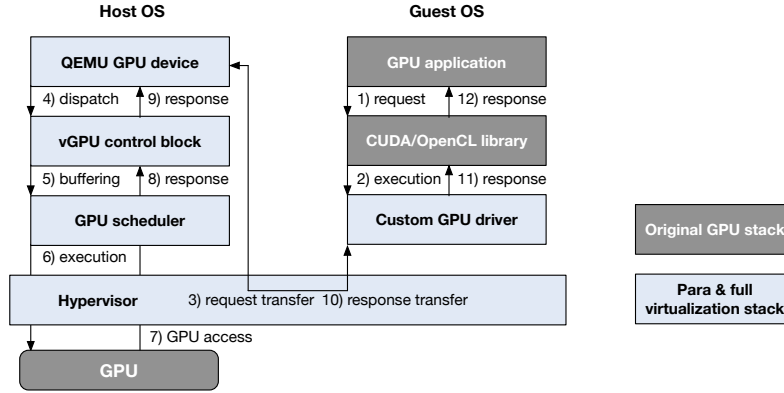 Host OS
Guest OS
QEMU GPU device
GPU application
4) dispatch
9) response
1) request
12) response
vGPU control block
CUDA/OpenCL library
5) buffering
8) response
2) execution
11) response
GPU scheduler
Custom GPU driver
Original GPU stack
6) execution
Hypervisor
3) request transfer
10) response transfer
Para & full
virtualization stack
7) GPU access
GPU